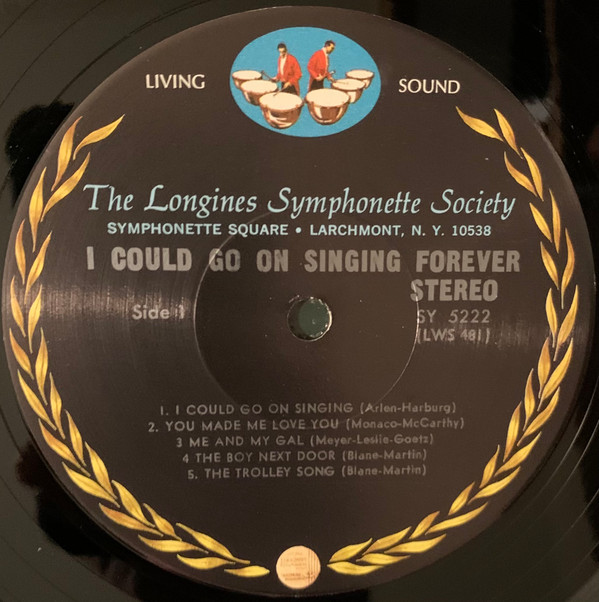 LIVING SOUND
The Longines Symphonette Society
SYMPHONETTE SQUARE • LARCHMONT, N. Y. 10538
I COULD GO ON SINGING FOREVER
STEREO
Side 1
SY 5222
(LWS 481)
1. I COULD GO ON SINGING (Arlen-Harburg)
2. YOU MADE ME LOVE YOU (Monaco-McCarthy)
3 ME AND MY GAL (Meyer-Leslie-Goetz)
4 THE BOY NEXT DOOR (Blane-Martin)
5. THE TROLLEY SONG (Blane-Martin)